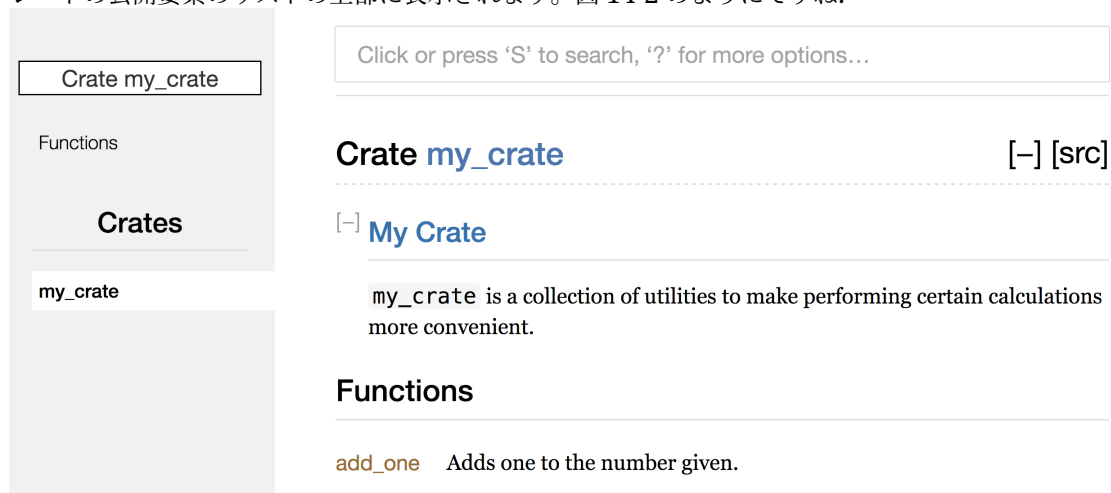 Crate my_crate
Functions
Crates
my_crate
Click or press ‘S’ to search, ‘?’ for more options…
Crate my_crate
[−] [src]
[−] My Crate
my_crate is a collection of utilities to make performing certain calculations
more convenient.
Functions
add_one Adds one to the number given.